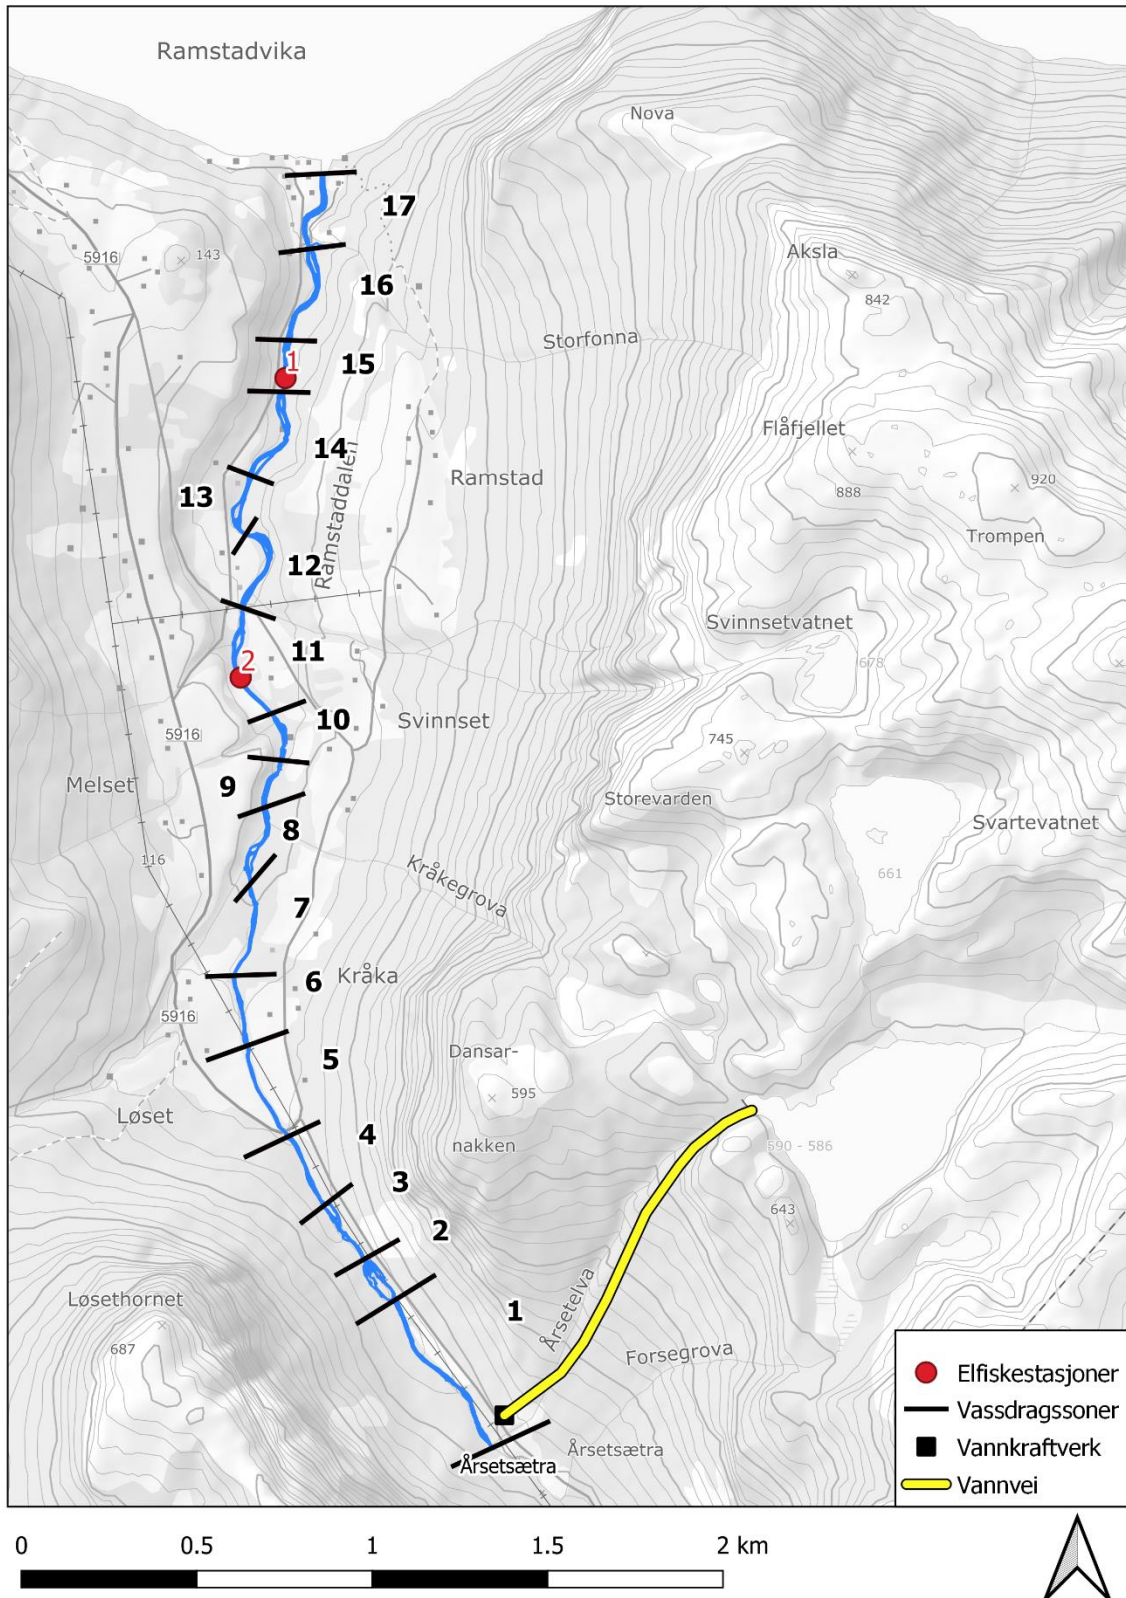 Ramstadvika
Nova
17
5916
143
Aksla
842
16
Storfonna
1
15
Flåfjellet
14
Ramstaddalen
Ramstad
888
920
13
Trompen
12
Svinnsetvatnet
11
2
678
10
Svinnset
5916
745
Melset
9
Storevarden
8
Svartevatnet
116
Kråkegrova
661
7
Kråka
6
5916
5
Dansar-
595
Løset
4
nakken
590 - 586
3
643
2
Løsethornet
1
Årsetelva
687
Forsegrova
Årsetsætra
Årsetsætra
Elfiskestasjoner
Vassdragssoner
Vannkraftverk
Vannvei
0 0.5 1 1.5 2 km